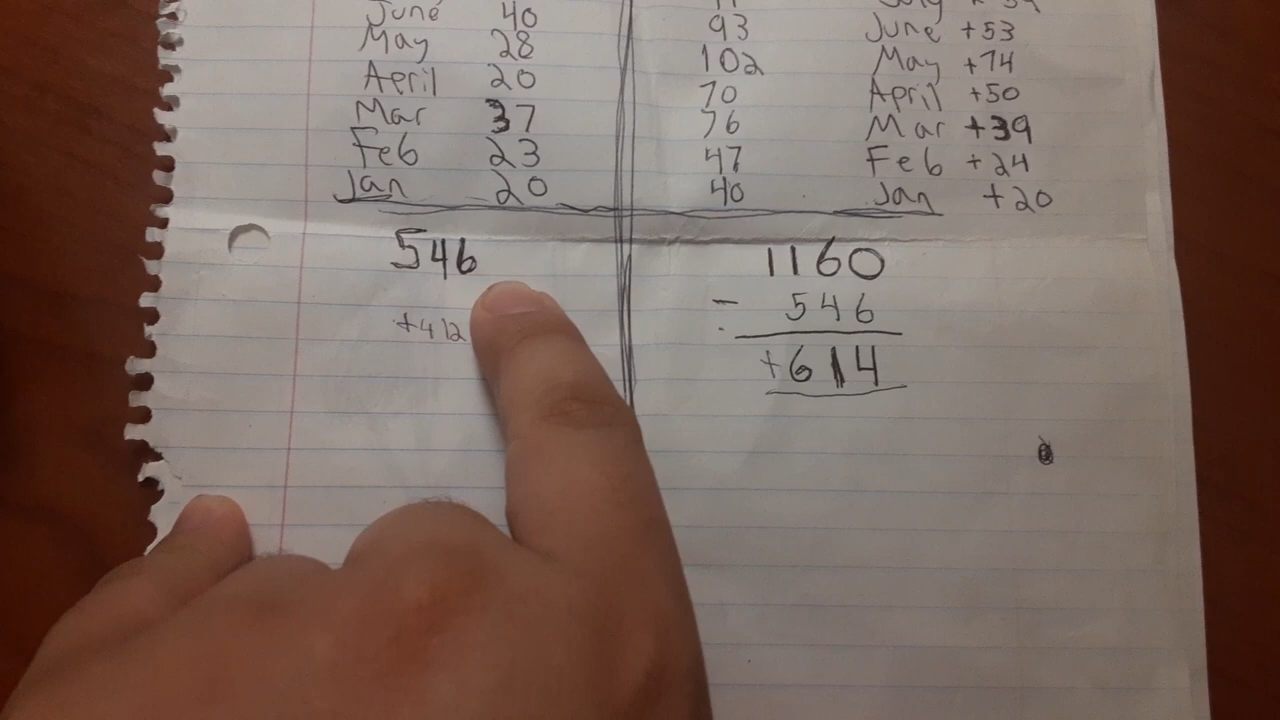 June 40 93 June +53
May 28 102 May +74
April 20 70 April +50
Mar 37 76 Mar +39
Feb 23 47 Feb +24
Jan 20 40 Jan +20
546 1160
- 546
+412
+614